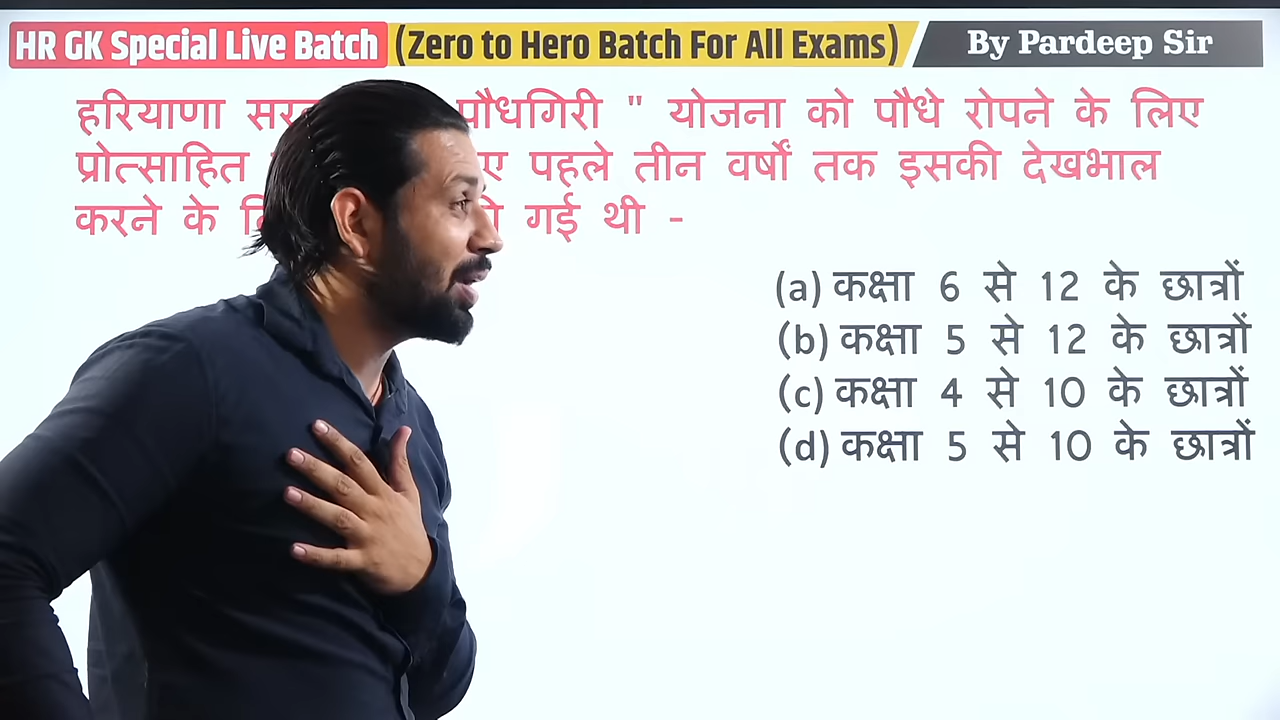 HR GK Special Live Batch (Zero to Hero Batch For All Exams) By Pardeep Sir
हरियाणा पौधगिरी " योजना को पौधे रोपने के लिए
प्रोत्साहित पहले तीन वर्षों तक इसकी देखभाल
करने के गई थी -
(a) कक्षा 6 से 12 के छात्रों
(b) कक्षा 5 से 12 के छात्रों
(c) कक्षा 4 से 10 के छात्रों
(d) कक्षा 5 से 10 के छात्रों